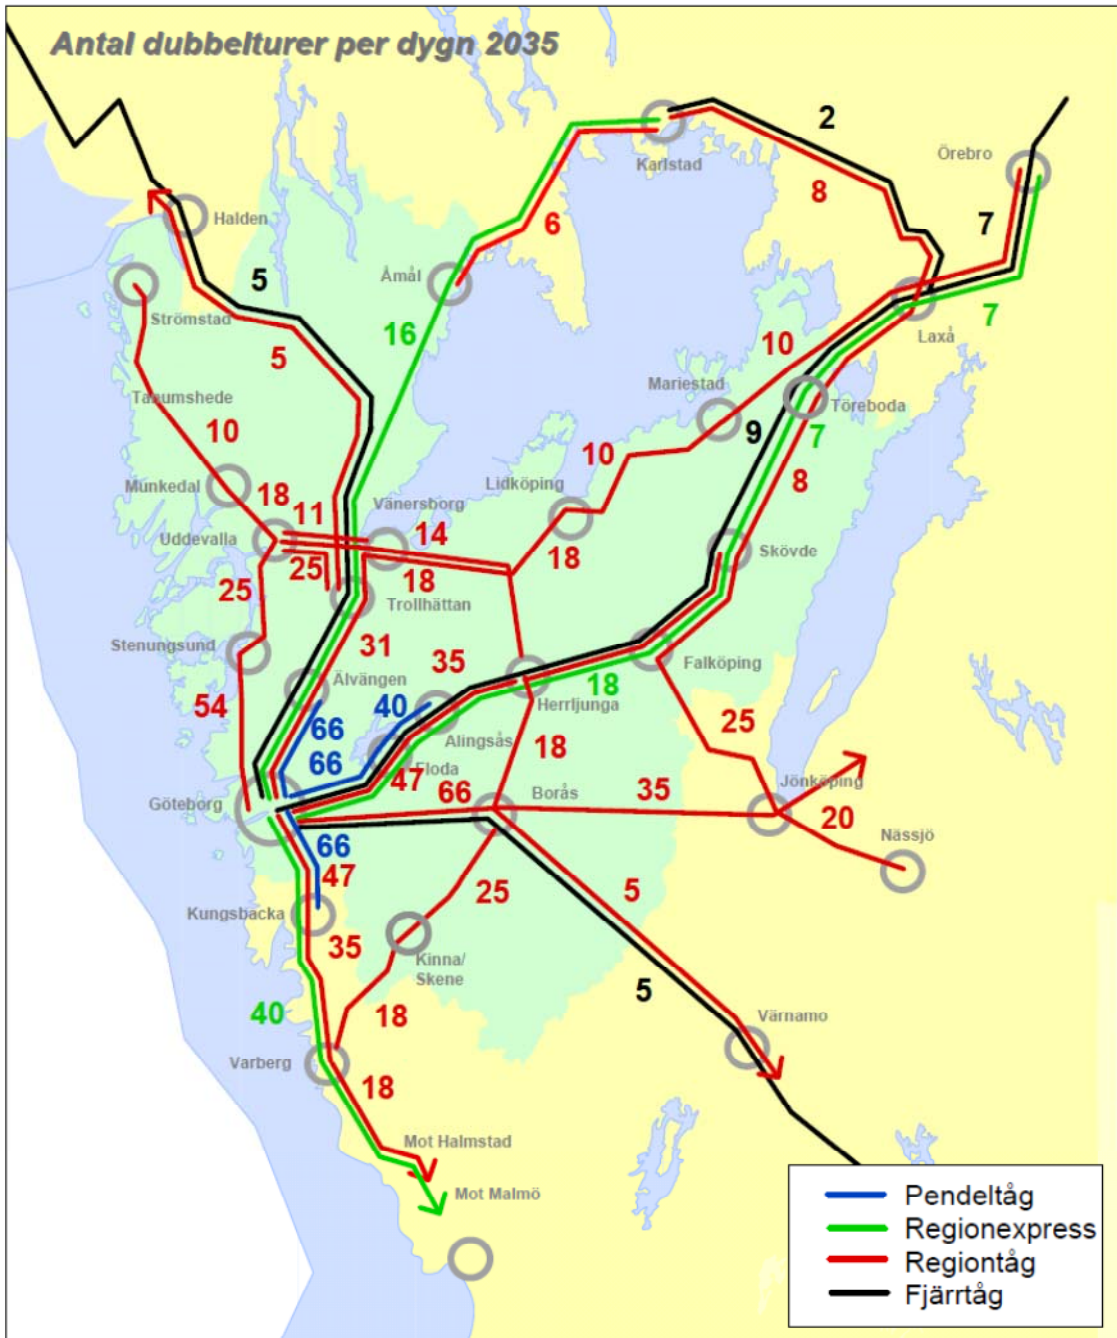 Antal dubbelturer per dygn 2035
2
Örebro
Karlstad
8
7
Halden
6
Åmål
5
Strömstad
16
5
7
Laxå
10
Mariestad
Tanumshede
Töreboda
10
9
7
10
8
Munkedal
18
11
Vänersborg
Lidköping
14
Uddevalla
18
Skövde
25
18
25
Trollhättan
Stenungsund
31
35
Falköping
Älvängen
18
54
40
Herrljunga
66
Alingsås
25
18
66
Floda
47
Göteborg
66
Borås
35
Jönköping
20
66
Nässjö
47
5
25
Kungsbacka
35
Kinna/
Skene
5
40
18
Värnamo
Varberg
18
Mot Halmstad
Mot Malmö
Pendeltåg
Regionexpress
Regiontåg
Fjärrtåg